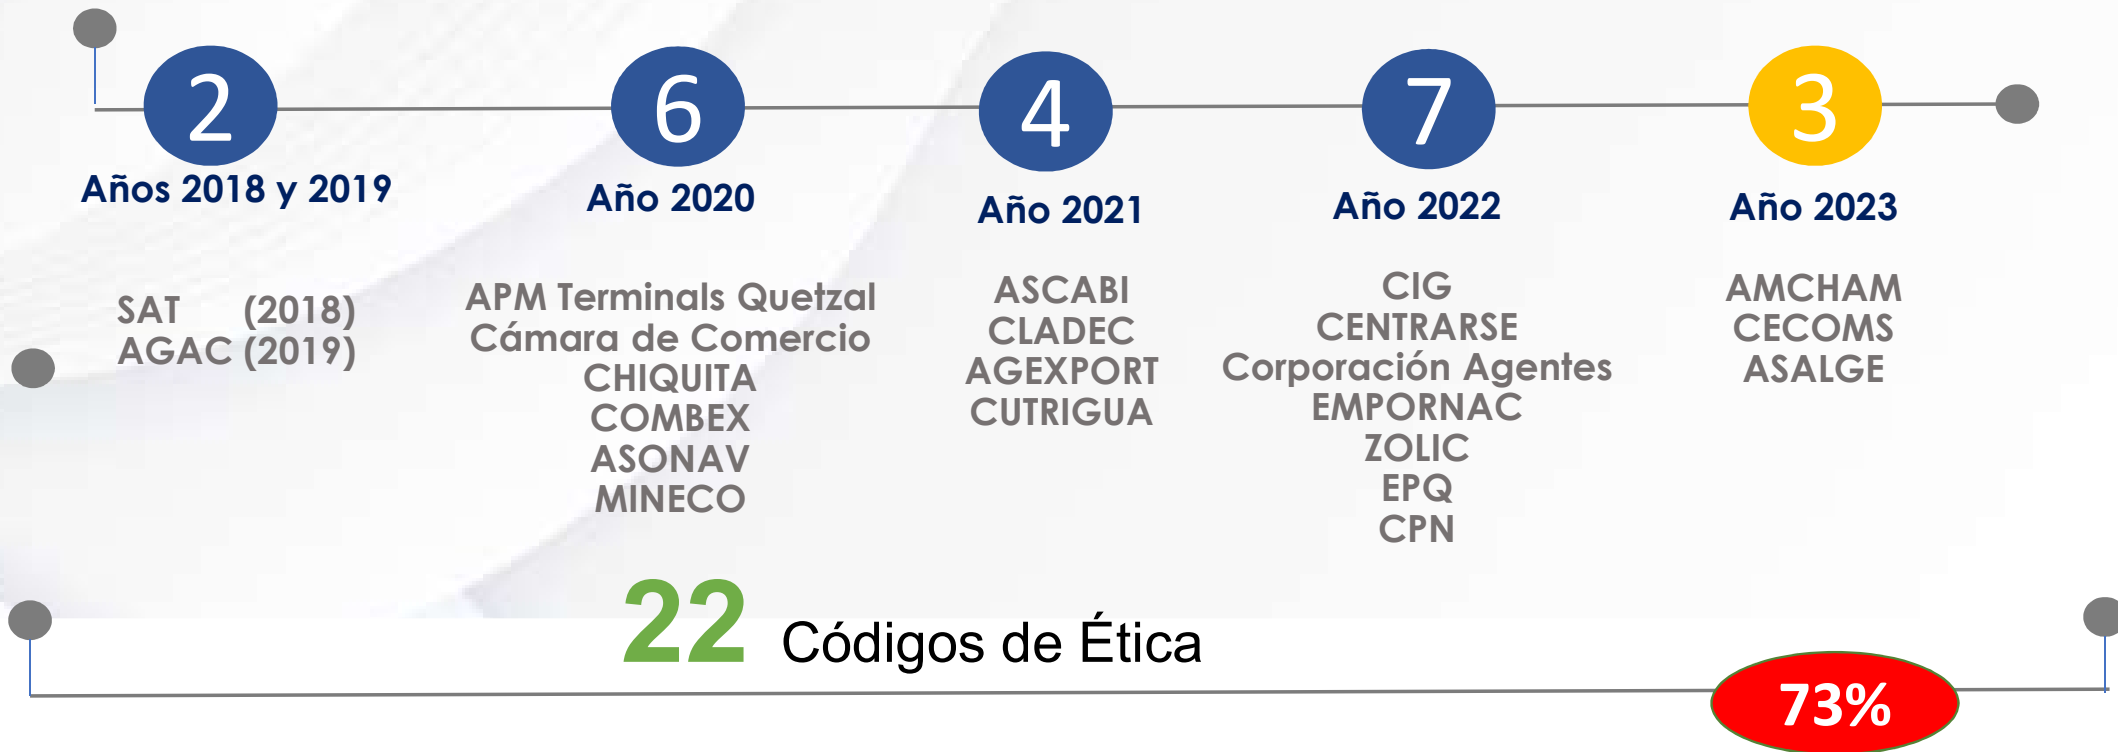 2
Años 2018 y 2019
SAT (2018)
AGAC (2019)
6
Año 2020
APM Terminals Quetzal
Cámara de Comercio
CHIQUITA
COMBEX
ASONAV
MINECO
4
Año 2021
ASCABI
CLADEC
AGEXPORT
CUTRIGUA
7
Año 2022
CIG
CENTRARSE
Corporación Agentes
EMPORNAC
ZOLIC
EPQ
CPN
3
Año 2023
AMCHAM
CECOMS
ASALGE
22 Códigos de Ética
73%